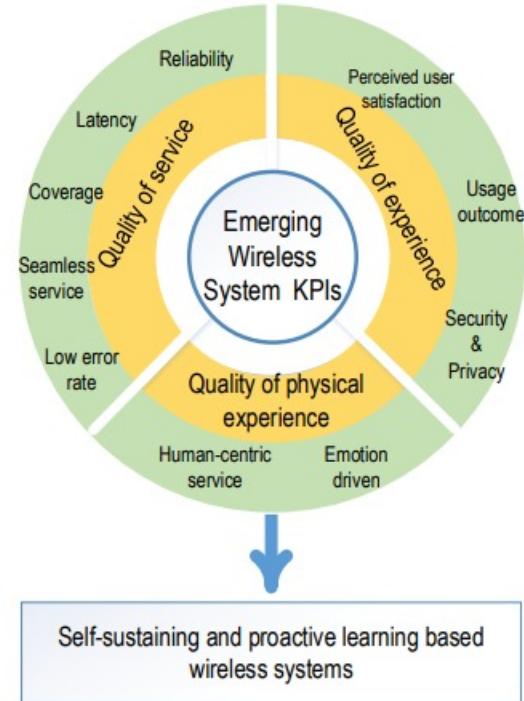 Reliability
Latency
Coverage
Seamless
service
Low error
rate
Quality of service
Perceived user
satisfaction
Usage
outcome
Security
&
Privacy
Quality of experience
Emerging
Wireless
System KPIs
Quality of physical
experience
Human-centric
service
Emotion
driven
Self-sustaining and proactive learning based
wireless systems